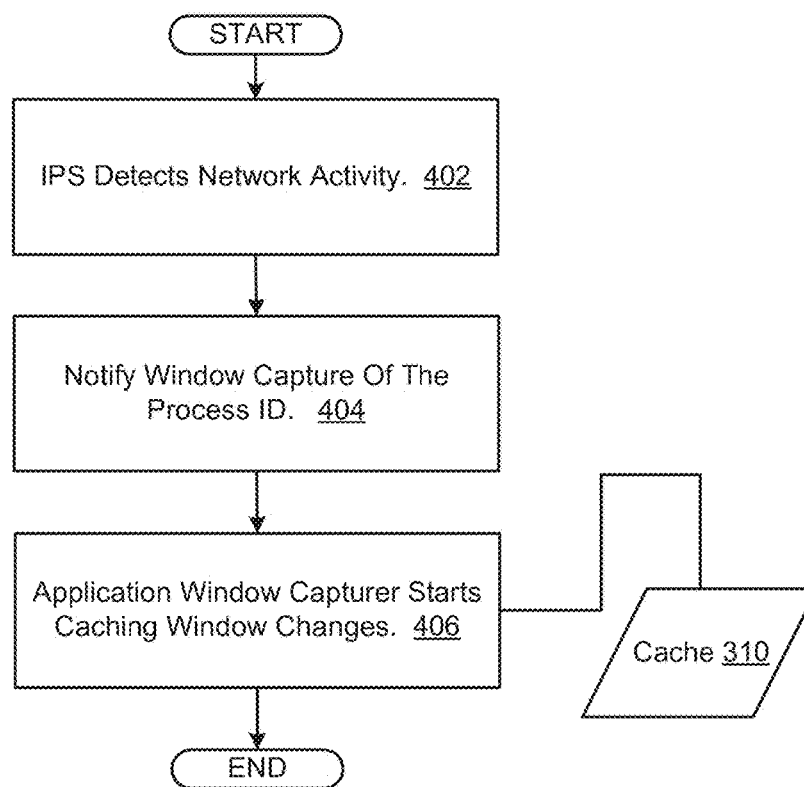 START
IPS Detects Network Activity. 402
Notify Window Capture Of The
Process ID. 404
Application Window Capturer Starts
Caching Window Changes. 406
Cache 310
END